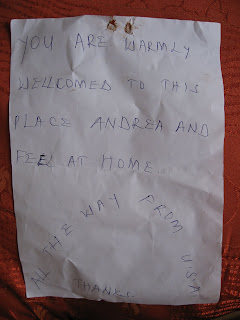 YOU ARE WARMLY
WELLCOMED TO THIS
PLACE ANDREA AND
FEEL AT HOME...
ALL THE WAY FROM USA
THANKS.